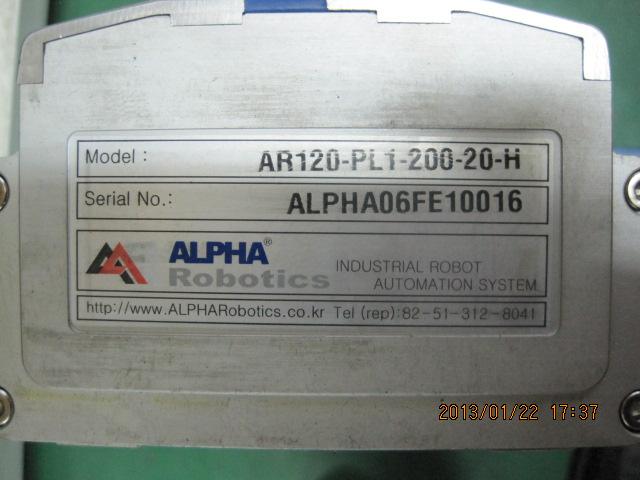 Model : AR120-PL1-200-20-H
Serial No.: ALPHA06FE10016
ALPHA®
Robotics
INDUSTRIAL ROBOT
AUTOMATION SYSTEM
http://www.ALPHARobotics.co.kr Tel (rep):82-51-312-8041
2013/01/22 17:37